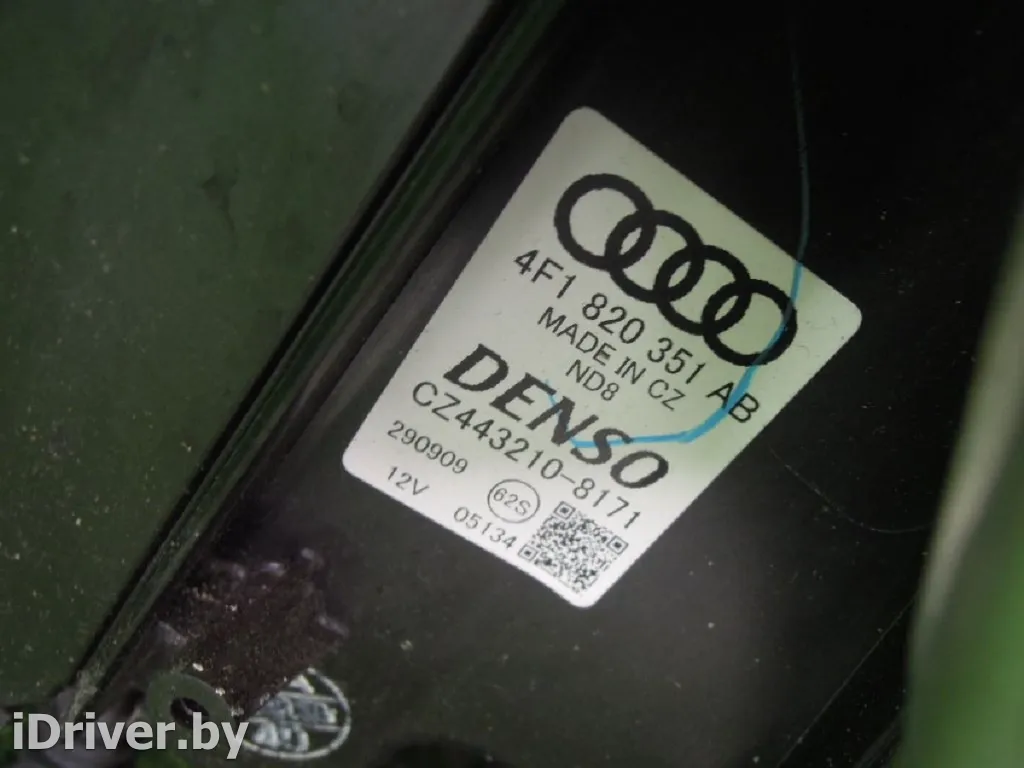 4F1 820 351 AB
MADE IN CZ
ND8
DENSO
CZ443210-8171
290909
12V
62S
05134
iDriver.by